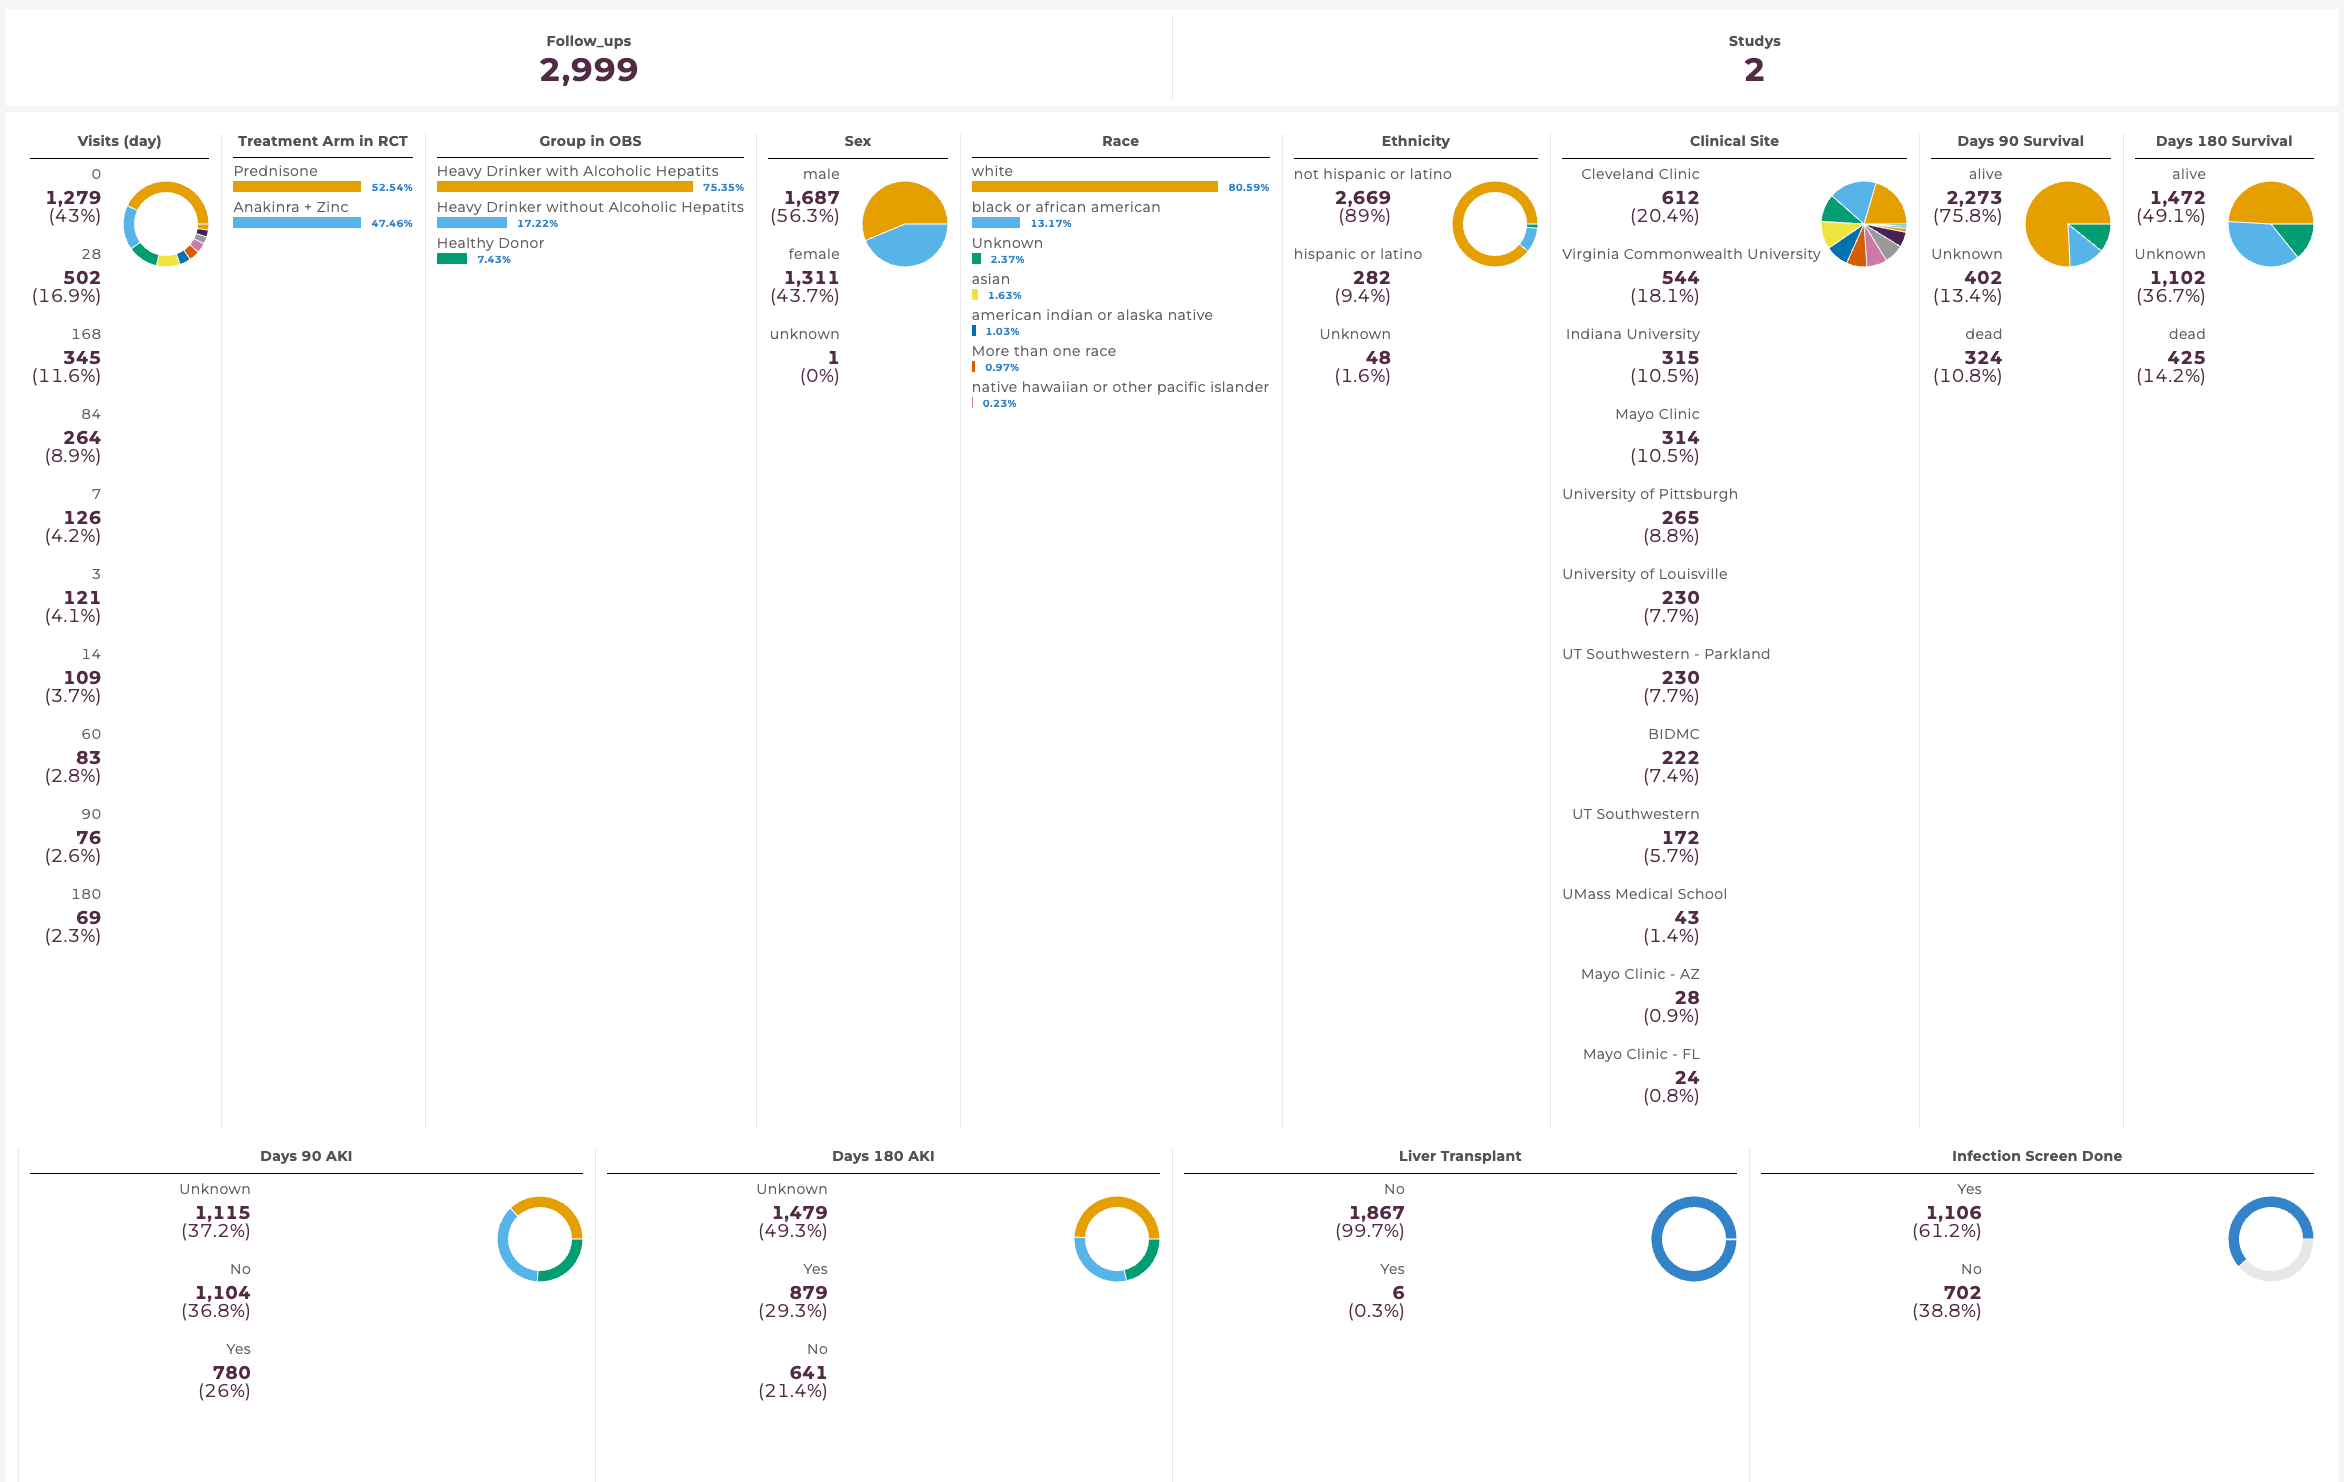 Follow_ups
2,999
Studys
2
Visits (day)
0
1,279
(43%)
28
502
(16.9%)
168
345
(11.6%)
84
264
(8.9%)
7
126
(4.2%)
3
121
(4.1%)
14
109
(3.7%)
60
83
(2.8%)
90
76
(2.6%)
180
69
(2.3%)
Treatment Arm in RCT
Prednisone
52.54%
Anakinra + Zinc
47.46%
Group in OBS
Heavy Drinker with Alcoholic Hepatits
75.35%
Heavy Drinker without Alcoholic Hepatits
17.22%
Healthy Donor
7.43%
Sex
male
1,687
(56.3%)
female
1,311
(43.7%)
unknown
1
(0%)
Race
white
80.59%
black or african american
13.17%
Unknown
2.37%
asian
1.63%
american indian or alaska native
1.03%
More than one race
0.97%
native hawaiian or other pacific islander
0.23%
Ethnicity
not hispanic or latino
2,669
(89%)
hispanic or latino
282
(9.4%)
Unknown
48
(1.6%)
Clinical Site
Cleveland Clinic
612
(20.4%)
Virginia Commonwealth University
544
(18.1%)
Indiana University
315
(10.5%)
Mayo Clinic
314
(10.5%)
University of Pittsburgh
265
(8.8%)
University of Louisville
230
(7.7%)
UT Southwestern - Parkland
230
(7.7%)
BIDMC
222
(7.4%)
UT Southwestern
172
(5.7%)
UMass Medical School
43
(1.4%)
Mayo Clinic - AZ
28
(0.9%)
Mayo Clinic - FL
24
(0.8%)
Days 90 Survival
alive
2,273
(75.8%)
Unknown
402
(13.4%)
dead
324
(10.8%)
Days 180 Survival
alive
1,472
(49.1%)
Unknown
1,102
(36.7%)
dead
425
(14.2%)
Days 90 AKI
Unknown
1,115
(37.2%)
No
1,104
(36.8%)
Yes
780
(26%)
Days 180 AKI
Unknown
1,479
(49.3%)
Yes
879
(29.3%)
No
641
(21.4%)
Liver Transplant
No
1,867
(99.7%)
Yes
6
(0.3%)
Infection Screen Done
Yes
1,106
(61.2%)
No
702
(38.8%)